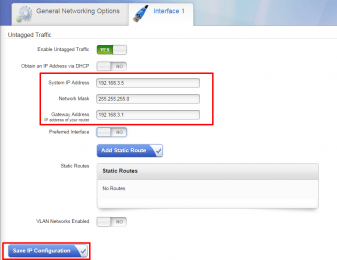 General Networking Options
Interface 1
Untagged Traffic
Enable Untagged Traffic
YES
Obtain an IP Address via DHCP
NO
System IP Address
192.168.3.5
Network Mask
255.255.255.0
Gateway Address
192.168.3.1
IP address of your router
Preferred Interface
NO
Add Static Route
Static Routes
Static Routes
No Routes
VLAN Networks Enabled
NO
Save IP Configuration